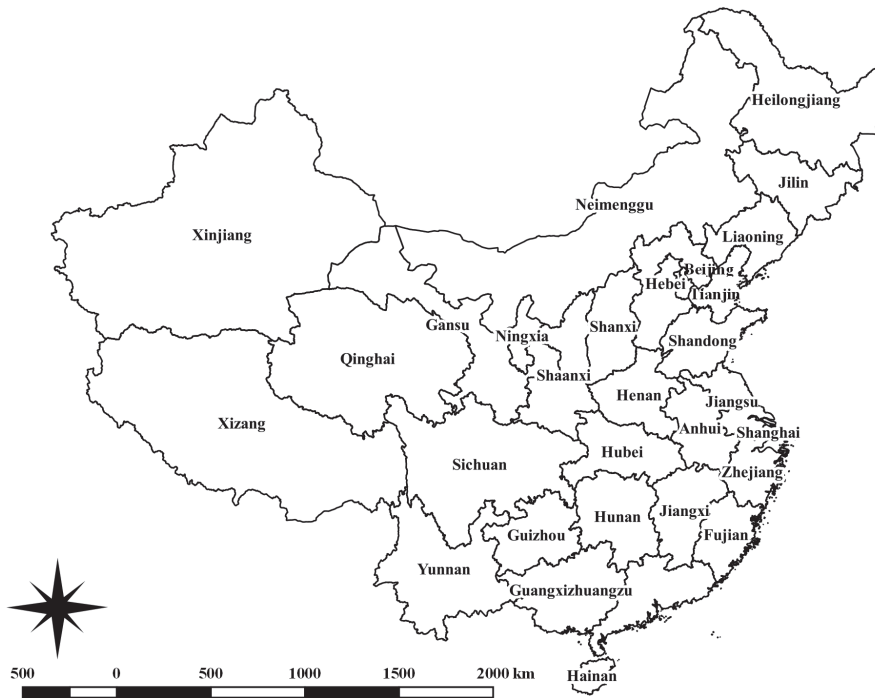 Heilongjiang
Jilin
Neimenggu
Xinjiang
Liaoning
Beijing
Hebei
Tianjin
Gansu
Ningxia
Shanxi
Shandong
Qinghai
Shaanxi
Henan
Jiangsu
Xizang
Anhui
Shanghai
Sichuan
Hubei
Zhejiang
Jiangxi
Hunan
Guizhou
Fujian
Yunnan
Guangxizhuangzu
Hainan
500 0 500 1000 1500 2000 km